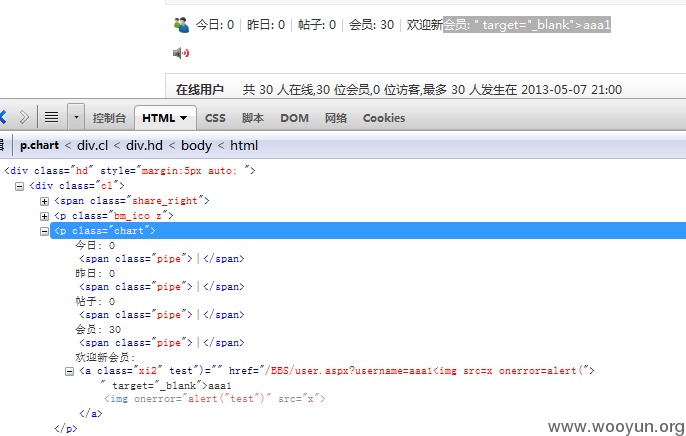 今日: 0 | 昨日: 0 | 帖子: 0 | 会员: 30 | 欢迎新会员: " target="_blank">aaa1
在线用户 共 30 人在线,30 位会员,0 位访客,最多 30 人发生在 2013-05-07 21:00
控制台 HTML CSS 脚本 DOM 网络 Cookies
p.chart < div.cl < div.hd < body < html
<div class="hd" style="margin:5px auto; ">
<div class="cl">
<span class="share_right">
<p class="bm_ico z">
<p class="chart">
今日: 0
<span class="pipe">|</span>
昨日: 0
<span class="pipe">|</span>
帖子: 0
<span class="pipe">|</span>
会员: 30
<span class="pipe">|</span>
欢迎新会员:
<a class="xi2" test")="" href="/BBS/user.aspx?username=aaa1<img src=x onerror=alert(">
" target="_blank">aaa1
<img onerror="alert("test")" src="x">
</a>
</p>
www.wooyun.org